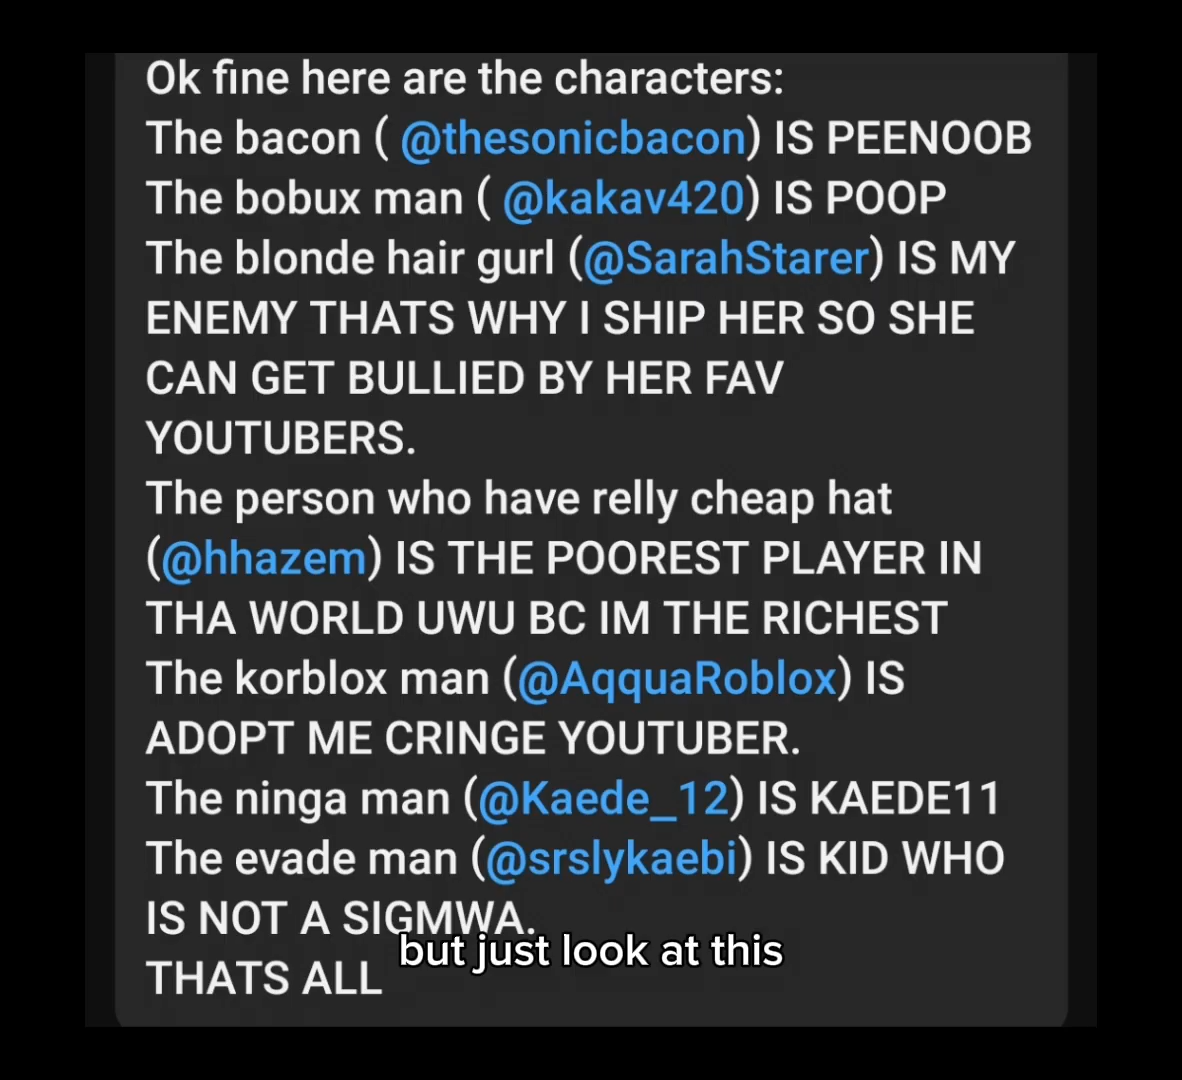 Ok fine here are the characters:
The bacon ( @thesonicbacon) IS PEENOOB
The bobux man ( @kakav420) IS POOP
The blonde hair gurl (@SarahStarer) IS MY
ENEMY THATS WHY I SHIP HER SO SHE
CAN GET BULLIED BY HER FAV
YOUTUBERS.
The person who have relly cheap hat
(@hhazem) IS THE POOREST PLAYER IN
THA WORLD UWU BC IM THE RICHEST
The korblox man (@AqquaRoblox) IS
ADOPT ME CRINGE YOUTUBER.
The ninga man (@Kaede_12) IS KAEDE11
The evade man (@srslykaebi) IS KID WHO
IS NOT A SIGMWA.
but just look at this
THATS ALL